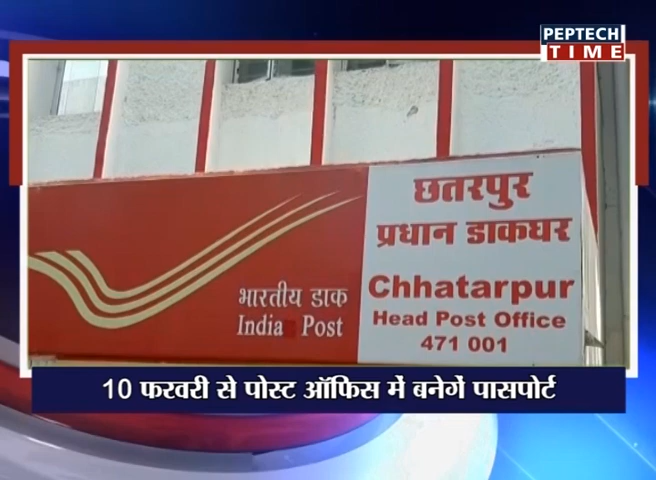 PEPTECH
TIME
छतरपुर
प्रधान डाकघर
भारतीय डाक
India Post
Chhatarpur
Head Post Office
471 001
10 फरवरी से पोस्ट ऑफिस में बनेगें पासपोर्ट